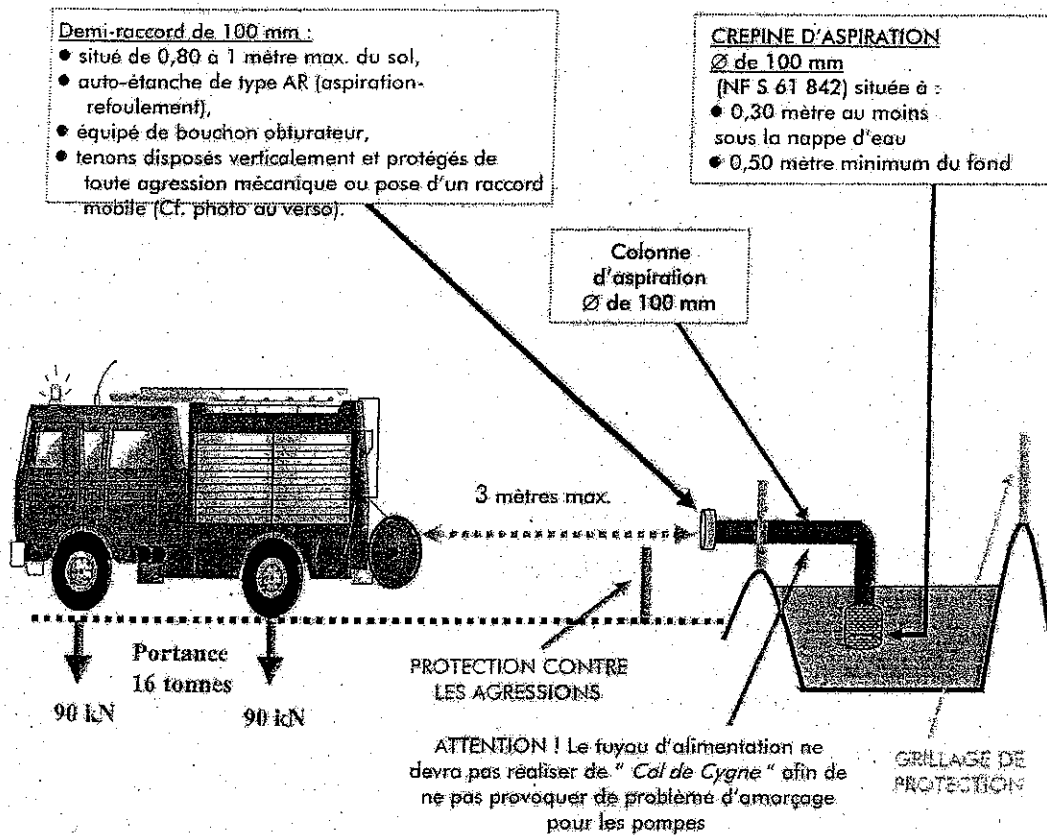 Demi-raccord de 100 mm :
• situé de 0,80 à 1 mètre max. du sol,
• auto-étanche de type AR (aspiration-
refoulement),
• équipé de bouchon obturateur,
• tenons disposés verticalement et protégés de
toute agression mécanique ou pose d'un raccord
mobile (Cf. photo au verso).
CREPINE D'ASPIRATION
Ø de 100 mm
(NF S 61 842) située à :
• 0,30 mètre au moins
sous la nappe d'eau
• 0,50 mètre minimum du fond
Colonne
d'aspiration
Ø de 100 mm
3 mètres max.
Portance
16 tonnes
90 kN
90 kN
PROTECTION CONTRE
LES AGRESSIONS
ATTENTION ! Le tuyau d'alimentation ne
devra pas réaliser de " Col de Cygne " afin de
ne pas provoquer de problème d'amorçage
pour les pompes
GRILLAGE DE
PROTECTION